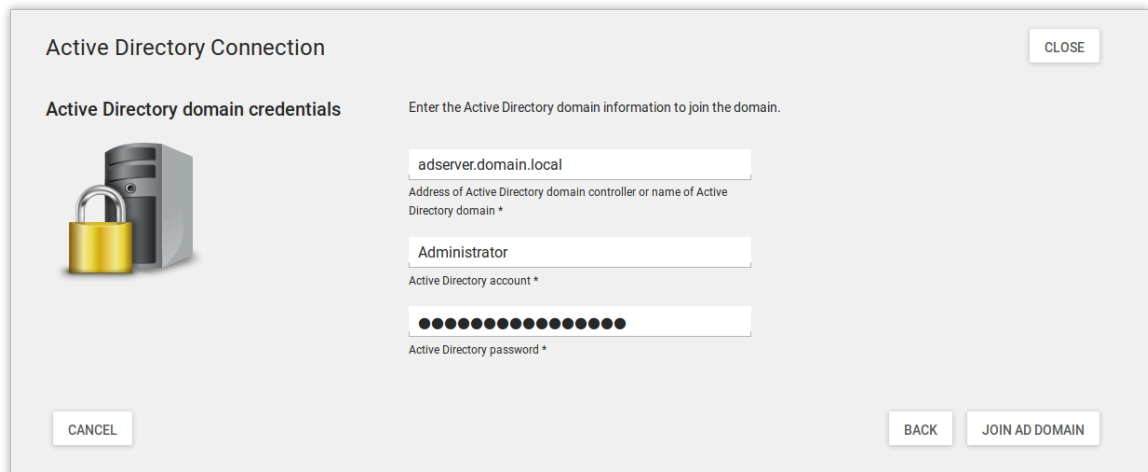 Active Directory Connection
CLOSE
Active Directory domain credentials
Enter the Active Directory domain information to join the domain.
adserver.domain.local
Address of Active Directory domain controller or name of Active
Directory domain *
Administrator
Active Directory account *
●●●●●●●●●●●●●●●●
Active Directory password *
CANCEL
BACK
JOIN AD DOMAIN